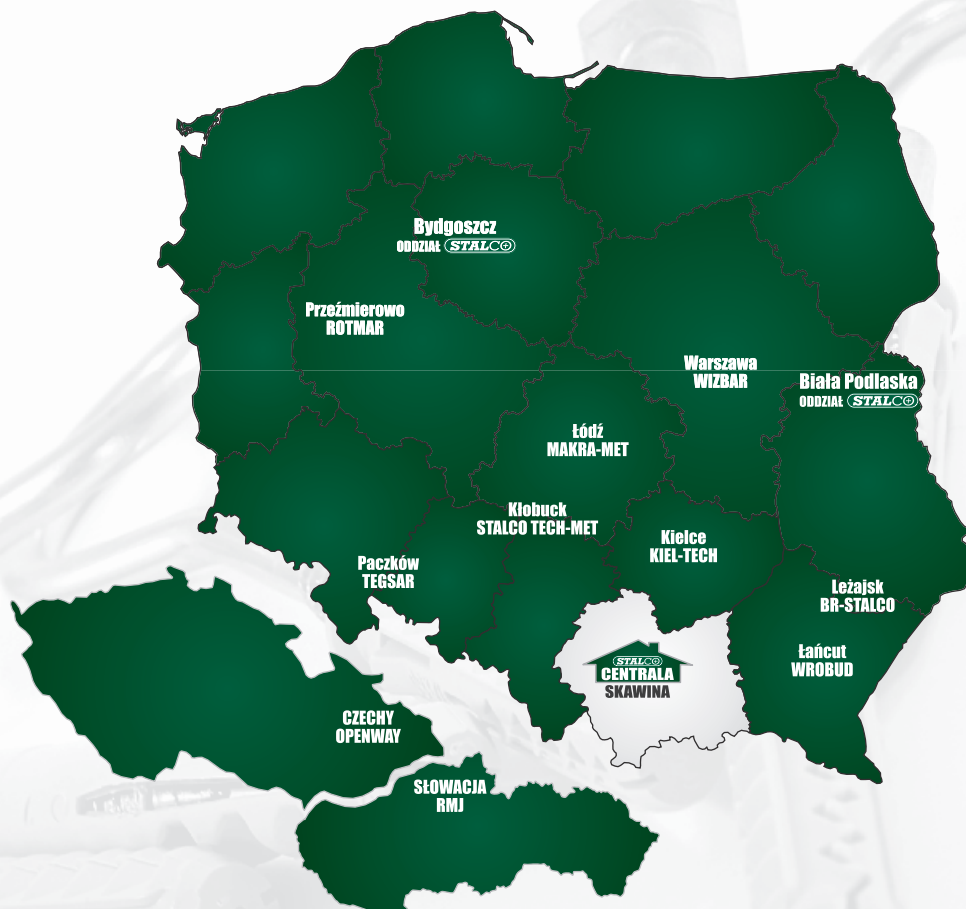 Bydgoszcz
ODDZIAŁ STALCO
Przeźmierowo
ROTMAR
Warszawa
WIZBAR
Biała Podlaska
ODDZIAŁ STALCO
Łódź
MAKRA-MET
Kłobuck
STALCO TECH-MET
Kielce
KIEL-TECH
Paczków
TEGSAR
Leżajsk
BR-STALCO
Łańcut
WROBUD
STALCO
CENTRALA
SKAWINA
CZECHY
OPENWAY
SŁOWACJA
RMJ